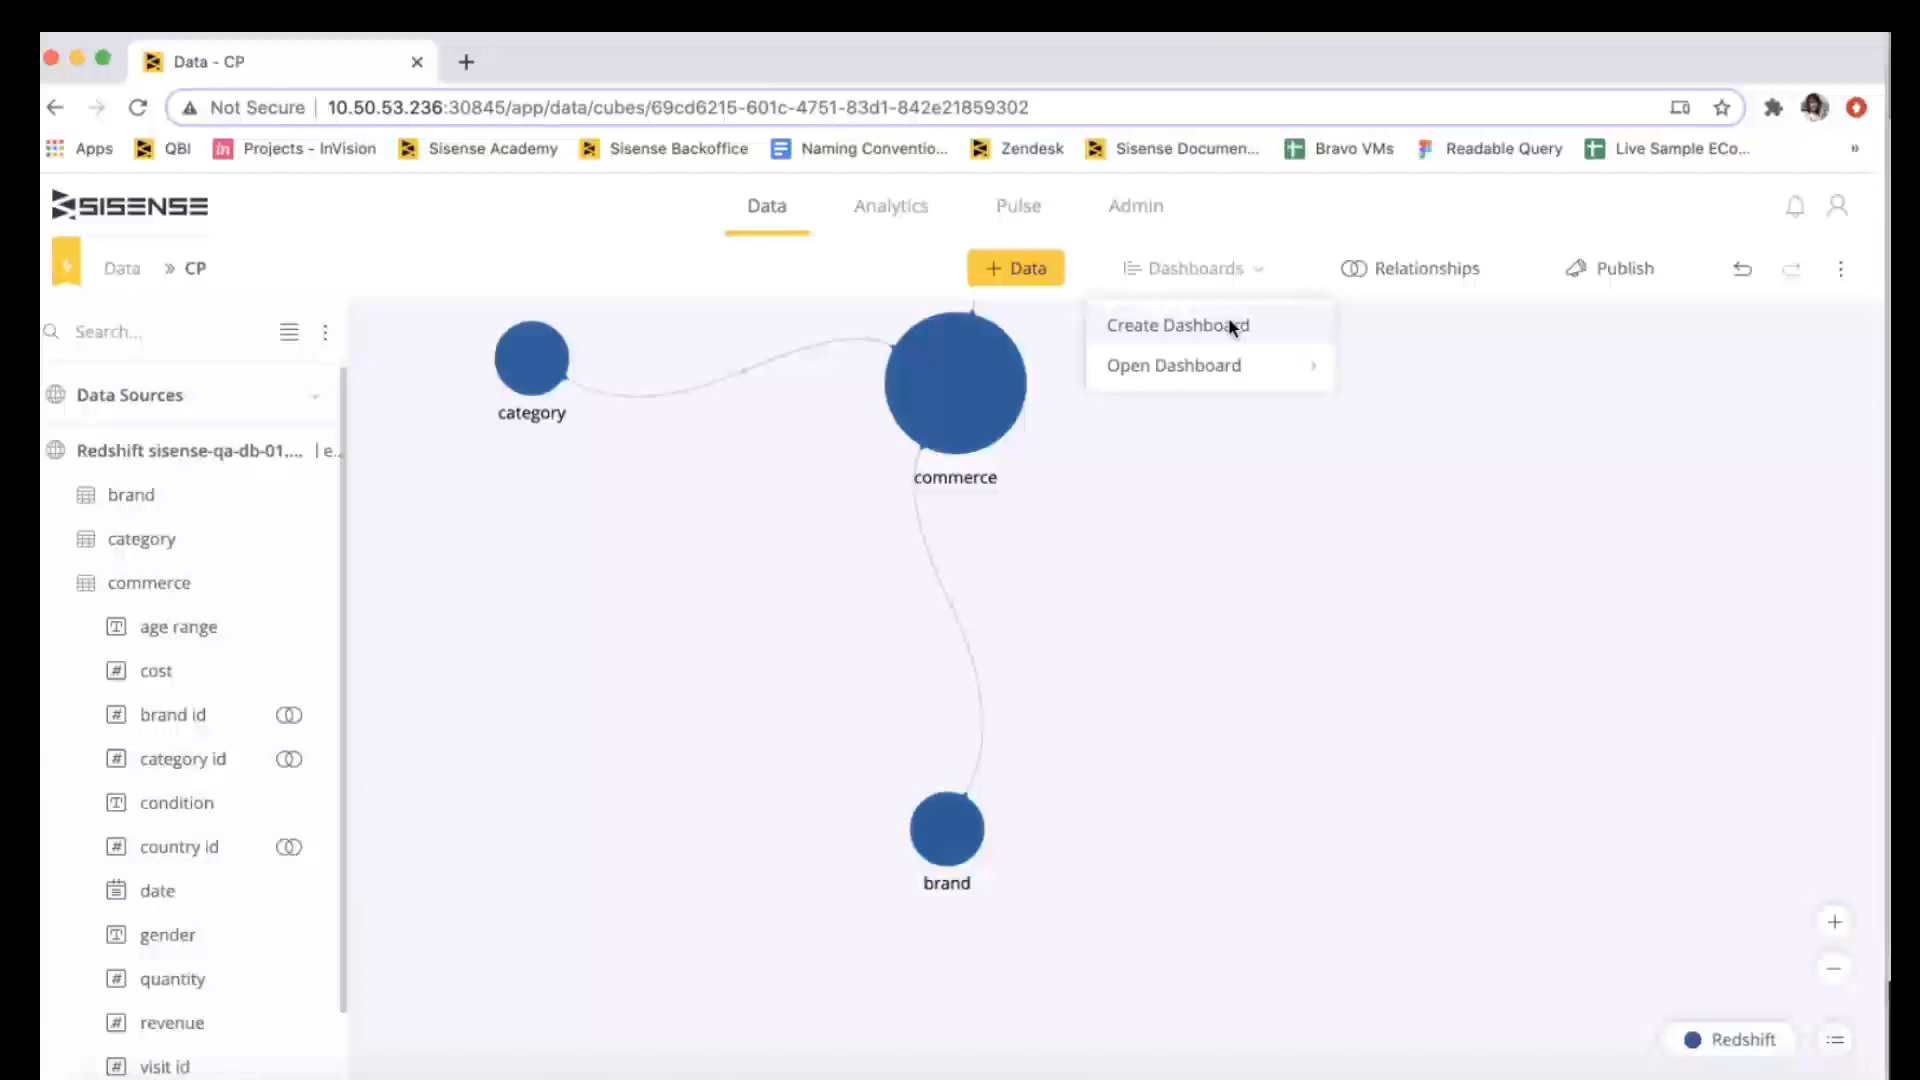 Data - CP
Not Secure 10.50.53.236:30845/app/data/cubes/69cd6215-601c-4751-83d1-842e21859302
Apps QBI Projects - InVision Sisense Academy Sisense Backoffice Naming Conventio... Zendesk Sisense Documen... Bravo VMs Readable Query Live Sample ECo... »
SISENSE Data Analytics Pulse Admin
Data » CP + Data Dashboards Relationships Publish
Create Dashboard
Open Dashboard
Search...
Data Sources
Redshift sisense-qa-db-01.... | e...
brand
category
commerce
age range
cost
brand id
category id
condition
country id
date
gender
quantity
revenue
visit id
category
commerce
brand
Redshift